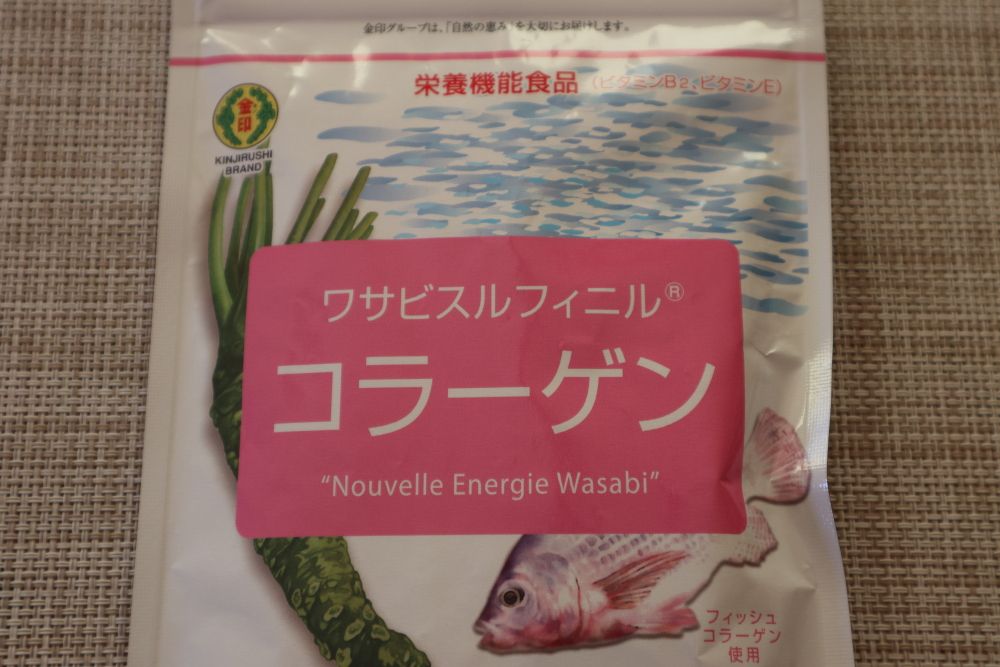 金印グループは、「自然の恵み」を大切にお届けします。
栄養機能食品（ビタミンB2、ビタミンE）
金印
KINJIRUSHI
BRAND
ワサビスルフィニル®
コラーゲン
“Nouvelle Energie Wasabi”
フィッシュ
コラーゲン
使用